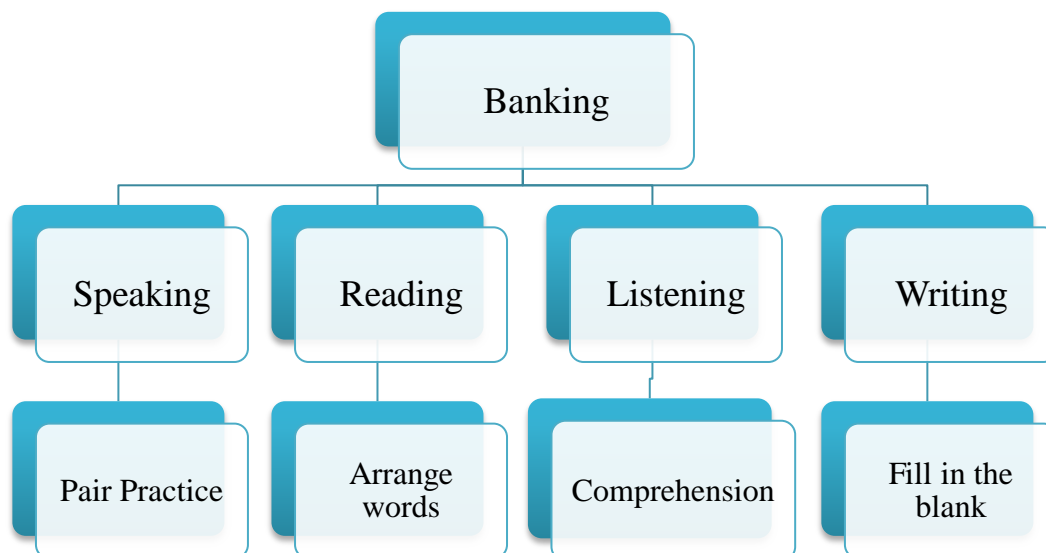 Banking
Speaking
Reading
Listening
Writing
Pair Practice
Arrange
words
Comprehension
Fill in the
blank